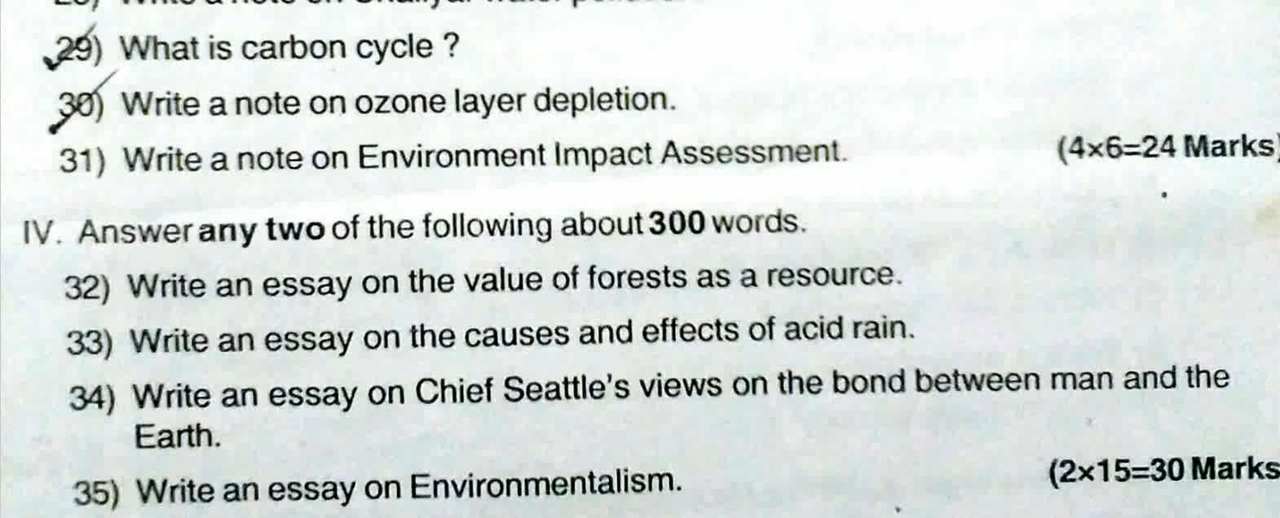 29) What is carbon cycle ?
30) Write a note on ozone layer depletion.
31) Write a note on Environment Impact Assessment.
(4×6=24 Marks)
IV. Answer any two of the following about 300 words.
32) Write an essay on the value of forests as a resource.
33) Write an essay on the causes and effects of acid rain.
34) Write an essay on Chief Seattle's views on the bond between man and the
Earth.
35) Write an essay on Environmentalism.
(2×15=30 Marks